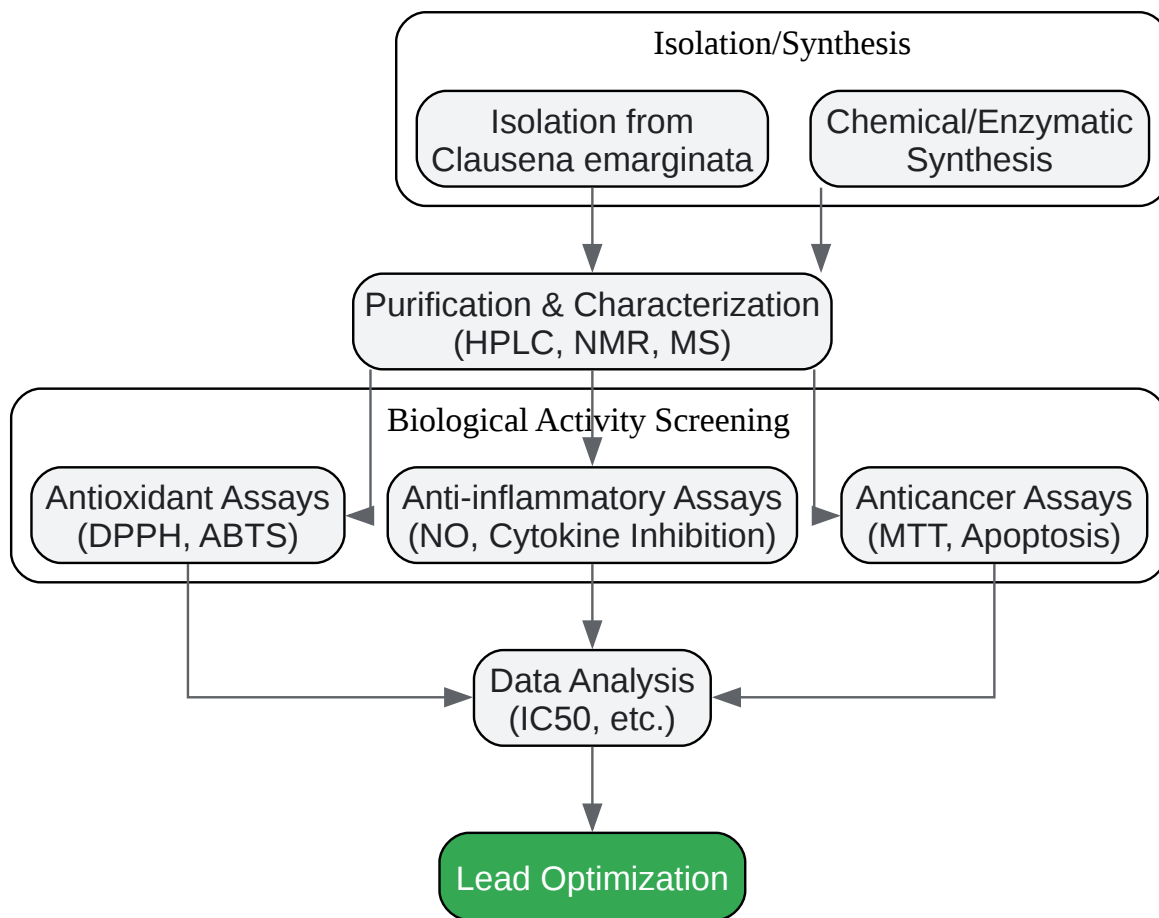 Isolation/Synthesis
Isolation from
Clausena emarginata
Chemical/Enzymatic
Synthesis
Purification & Characterization
(HPLC, NMR, MS)
Biological Activity Screening
Antioxidant Assays
(DPPH, ABTS)
Anti-inflammatory Assays
(NO, Cytokine Inhibition)
Anticancer Assays
(MTT, Apoptosis)
Data Analysis
(IC50, etc.)
Lead Optimization